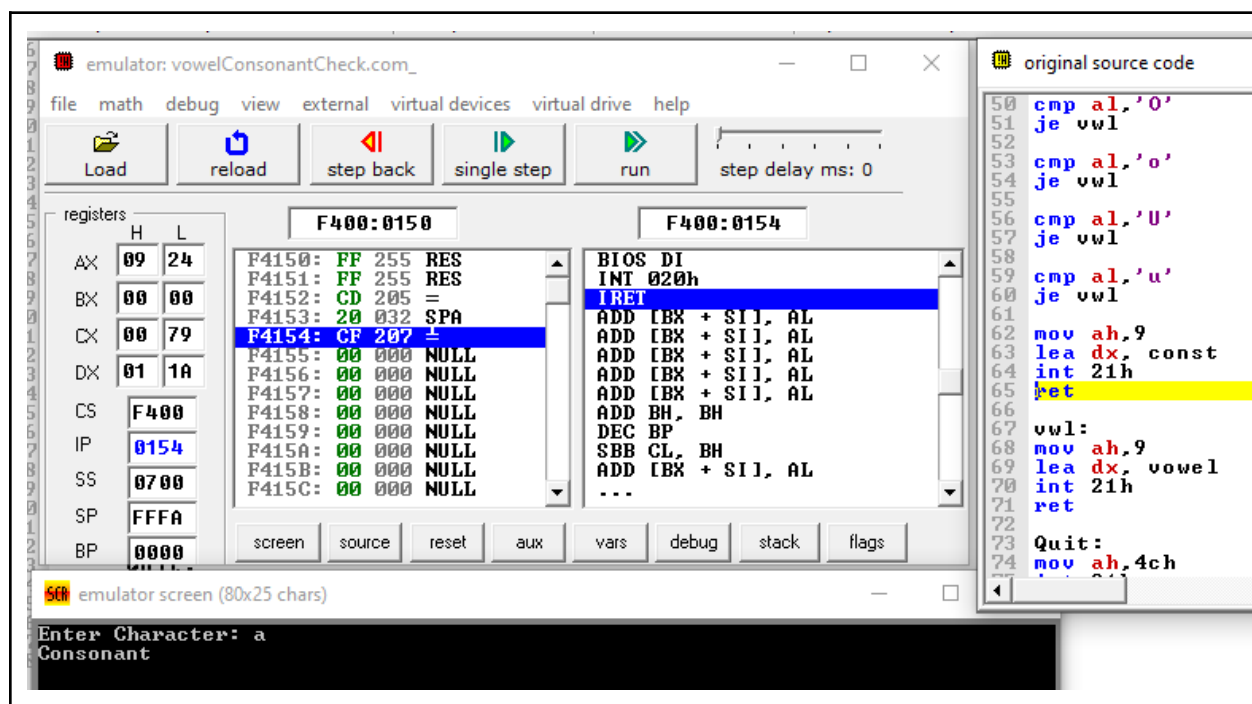 emulator: vowelConsonantCheck.com_
file math debug view external virtual devices virtual drive help
Load reload step back single step run step delay ms: 0
registers
H L
F400:0150 F400:0154
AX 09 24
BX 00 00
CX 00 79
DX 01 1A
CS F400
IP 0154
SS 0700
SP FFFA
BP 0000
F4150: FF 255 RES
F4151: FF 255 RES
F4152: CD 205 =
F4153: 20 032 SPA
F4154: CF 207 ╧
F4155: 00 000 NULL
F4156: 00 000 NULL
F4157: 00 000 NULL
F4158: 00 000 NULL
F4159: 00 000 NULL
F415A: 00 000 NULL
F415B: 00 000 NULL
F415C: 00 000 NULL
BIOS DI
INT 020h
IRET
ADD [BX + SI], AL
ADD [BX + SI], AL
ADD [BX + SI], AL
ADD [BX + SI], AL
ADD [BX + SI], AL
ADD BH, BH
DEC BP
SBB CL, BH
ADD [BX + SI], AL
...
screen source reset aux vars debug stack flags
original source code
50 cmp al,'O'
51 je vwl
52
53 cmp al,'o'
54 je vwl
55
56 cmp al,'U'
57 je vwl
58
59 cmp al,'u'
60 je vwl
61
62 mov ah,9
63 lea dx, const
64 int 21h
65 ret
66
67 vwl:
68 mov ah,9
69 lea dx, vowel
70 int 21h
71 ret
72
73 Quit:
74 mov ah,4ch
SCR emulator screen (80x25 chars)
Enter Character: a
Consonant